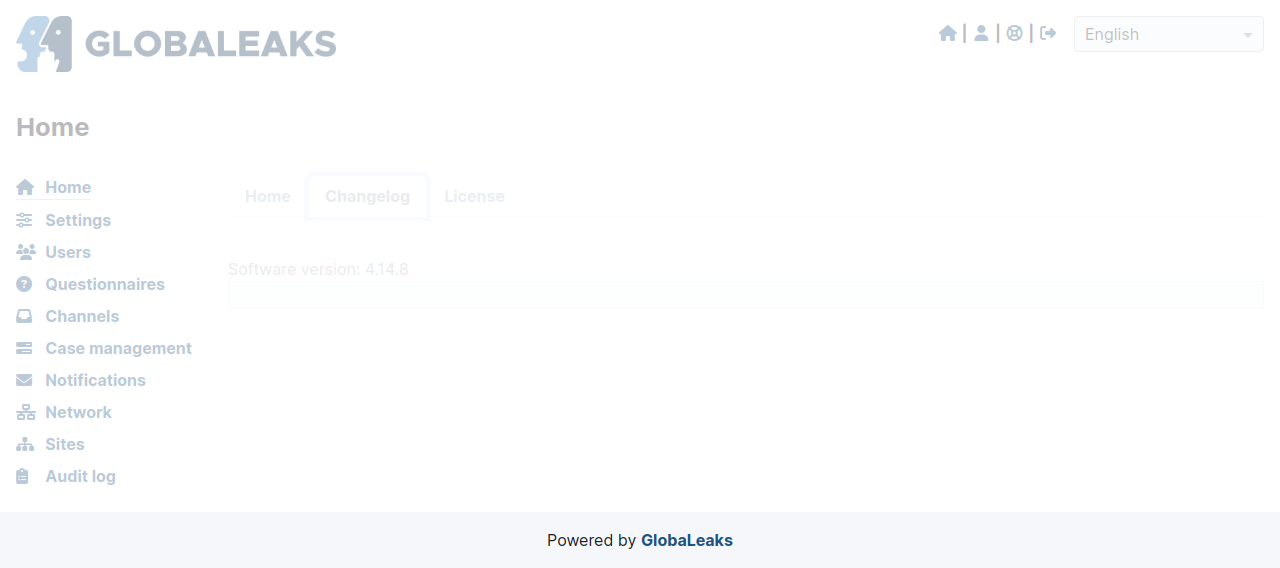 GLOBALEAKS
English
Home
Home
Settings
Users
Questionnaires
Channels
Case management
Notifications
Network
Sites
Audit log
Home Changelog License
Software version: 4.14.8
Powered by GlobaLeaks